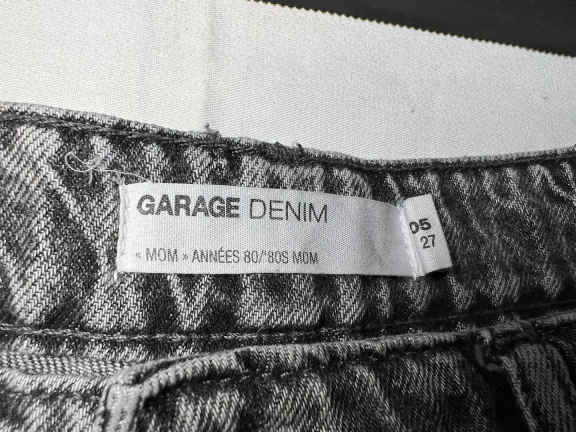 GARAGE DENIM
« MOM » ANNÉES 80/'80S MOM
05
27